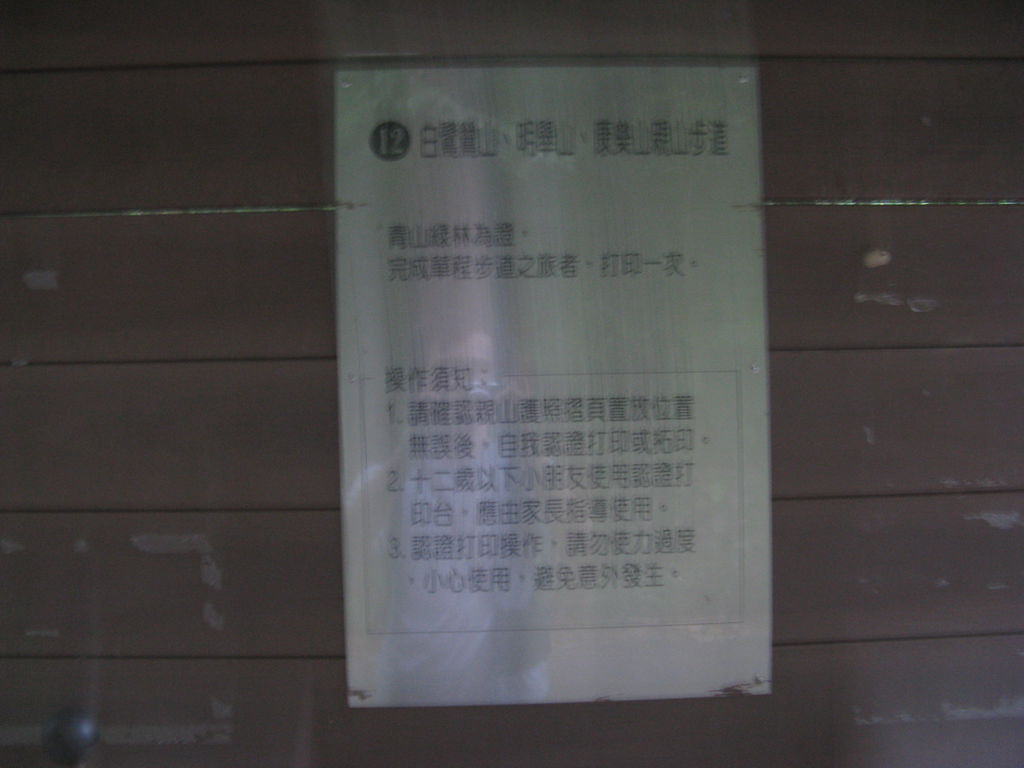 12 白鷺鷥山、明舉山、康樂山親山步道
青山綠林為證，
完成單程步道之旅者，打印一次。
操作須知：
1. 請確認親山護照摺頁置放位置
無誤後，自我認證打印或拓印。
2. 十二歲以下小朋友使用認證打
印台，應由家長指導使用。
3. 認證打印操作，請勿使力過度
，小心使用，避免意外發生。